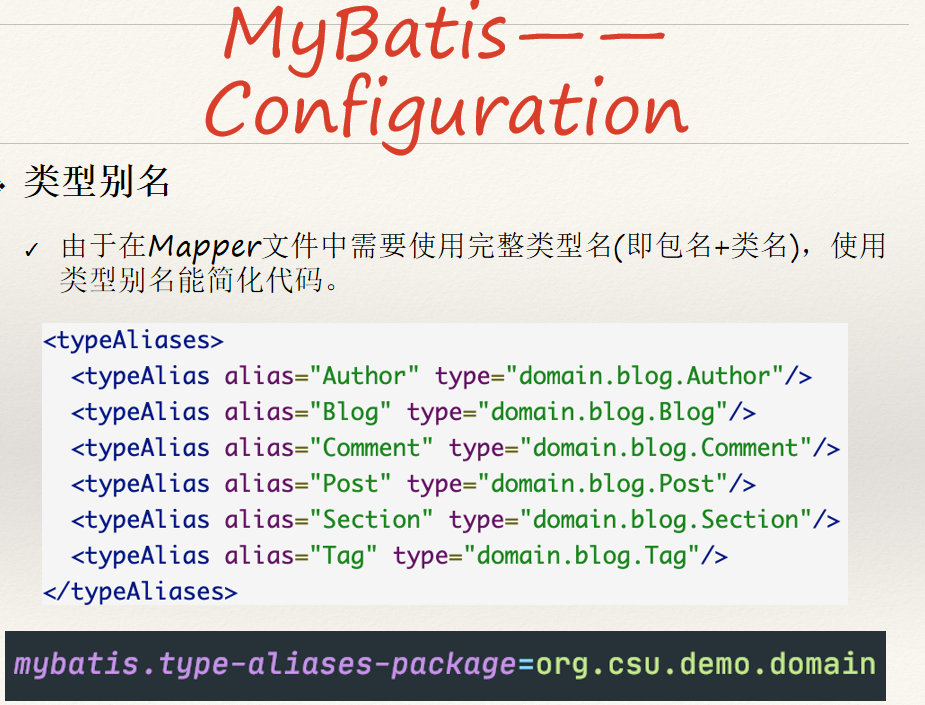 MyBatis——
Configuration
类型别名
✓ 由于在Mapper文件中需要使用完整类型名(即包名+类名)，使用
类型别名能简化代码。
<typeAliases>
  <typeAlias alias="Author" type="domain.blog.Author"/>
  <typeAlias alias="Blog" type="domain.blog.Blog"/>
  <typeAlias alias="Comment" type="domain.blog.Comment"/>
  <typeAlias alias="Post" type="domain.blog.Post"/>
  <typeAlias alias="Section" type="domain.blog.Section"/>
  <typeAlias alias="Tag" type="domain.blog.Tag"/>
</typeAliases>
mybatis.type-aliases-package=org.csu.demo.domain